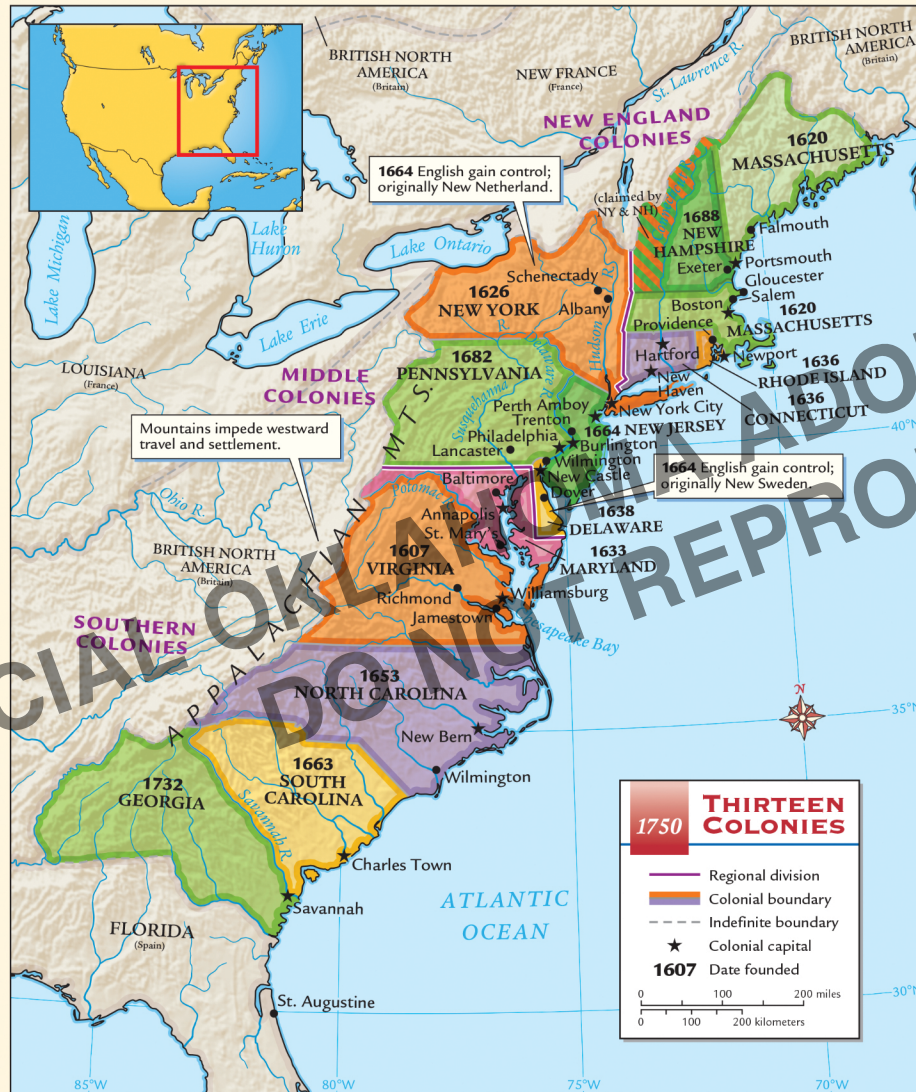 BRITISH NORTH
AMERICA
(Britain)
NEW FRANCE
(France)
St. Lawrence R.
BRITISH NORTH
AMERICA
(Britain)
NEW ENGLAND
COLONIES
1620
MASSACHUSETTS
1664 English gain control;
originally New Netherland.
(claimed by
NY & NH)
1688
NEW
HAMPSHIRE
Falmouth
Portsmouth
Exeter
Gloucester
Salem
Boston
Providence
1620
MASSACHUSETTS
Lake Michigan
Lake
Huron
Lake Ontario
Lake Erie
Schenectady
Albany
1626
NEW YORK
Hudson
R.
Hartford
Newport
1636
RHODE ISLAND
New
Haven
1636
CONNECTICUT
LOUISIANA
(France)
MIDDLE
COLONIES
1682
PENNSYLVANIA
Delaware R.
Susquehanna
R.
Perth Amboy
New York City
Trenton
1664 NEW JERSEY
Philadelphia
Burlington
Lancaster
Wilmington
New Castle
Dover
40°N
Mountains impede westward
travel and settlement.
1664 English gain control;
originally New Sweden.
Baltimore
Potomac
Annapolis
St. Mary's
1638
DELAWARE
1633
MARYLAND
Ohio R.
BRITISH NORTH
AMERICA
(Britain)
1607
VIRGINIA
Richmond
Williamsburg
Jamestown
Chesapeake Bay
SOUTHERN
COLONIES
APPALACHIAN MTS.
1653
NORTH CAROLINA
New Bern
Wilmington
N
35°N
1663
SOUTH
CAROLINA
1732
GEORGIA
Savannah R.
Charles Town
Savannah
ATLANTIC
OCEAN
FLORIDA
(Spain)
St. Augustine
1750
THIRTEEN
COLONIES
Regional division
Colonial boundary
Indefinite boundary
Colonial capital
1607 Date founded
0 100 200 miles
0 100 200 kilometers
30°N
85°W
80°W
75°W
70°W
CIAL OKLAHOMA ADO
DO NOT REPRO